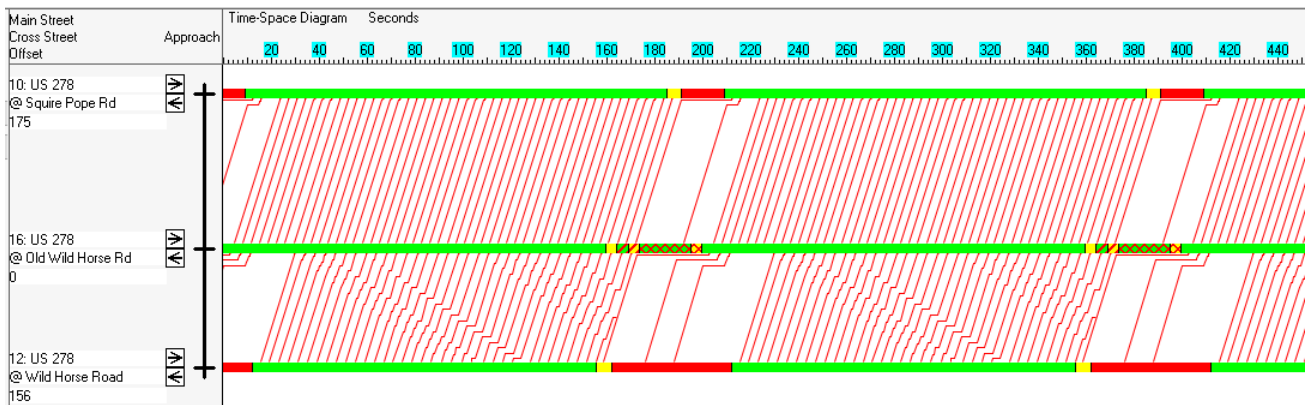 Main Street
Cross Street
Offset
Approach
Time-Space Diagram Seconds
20 40 60 80 100 120 140 160 180 200 220 240 260 280 300 320 340 360 380 400 420 440
10: US 278
@ Squire Pope Rd
175
16: US 278
@ Old Wild Horse Rd
0
12: US 278
@ Wild Horse Road
156